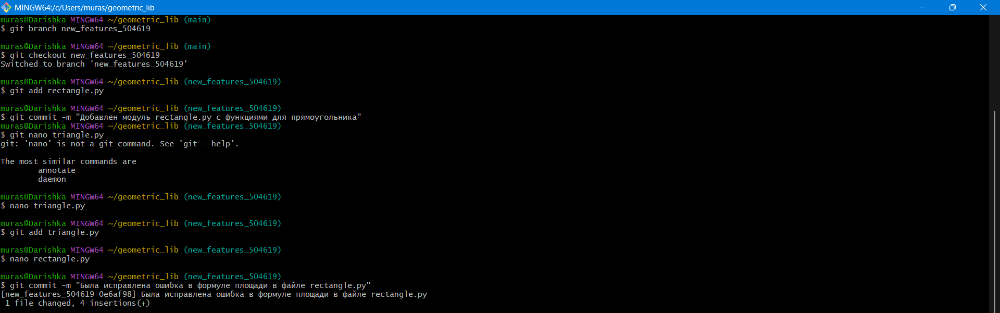 MINGW64:/c/Users/muras/geometric_lib
muras@Darishka MINGW64 ~/geometric_lib (main)
$ git branch new_features_504619
muras@Darishka MINGW64 ~/geometric_lib (main)
$ git checkout new_features_504619
Switched to branch 'new_features_504619'
muras@Darishka MINGW64 ~/geometric_lib (new_features_504619)
$ git add rectangle.py
muras@Darishka MINGW64 ~/geometric_lib (new_features_504619)
$ git commit -m "Добавлен модуль rectangle.py с функциями для прямоугольника"
muras@Darishka MINGW64 ~/geometric_lib (new_features_504619)
$ git nano triangle.py
git: 'nano' is not a git command. See 'git --help'.
The most similar commands are
annotate
daemon
muras@Darishka MINGW64 ~/geometric_lib (new_features_504619)
$ nano triangle.py
muras@Darishka MINGW64 ~/geometric_lib (new_features_504619)
$ git add triangle.py
muras@Darishka MINGW64 ~/geometric_lib (new_features_504619)
$ nano rectangle.py
muras@Darishka MINGW64 ~/geometric_lib (new_features_504619)
$ git commit -m "Была исправлена ошибка в формуле площади в файле rectangle.py"
[new_features_504619 0e6af98] Была исправлена ошибка в формуле площади в файле rectangle.py
1 file changed, 4 insertions(+)